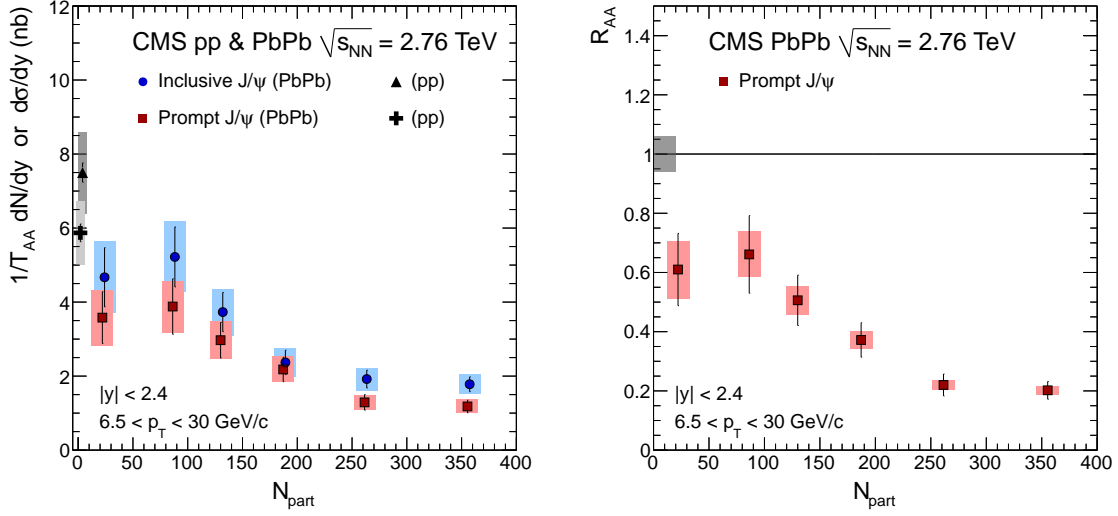 CMS pp & PbPb √s_NN = 2.76 TeV
Inclusive J/ψ (PbPb)
(pp)
Prompt J/ψ (PbPb)
(pp)
1/T_AA dN/dy or dσ/dy (nb)
14
12
10
8
6
4
2
0
|y| < 2.4
6.5 < p_T < 30 GeV/c
0 50 100 150 200 250 300 350 400
N_part
CMS PbPb √s_NN = 2.76 TeV
Prompt J/ψ
R_AA
1.4
1.2
1
0.8
0.6
0.4
0.2
0
|y| < 2.4
6.5 < p_T < 30 GeV/c
0 50 100 150 200 250 300 350 400
N_part